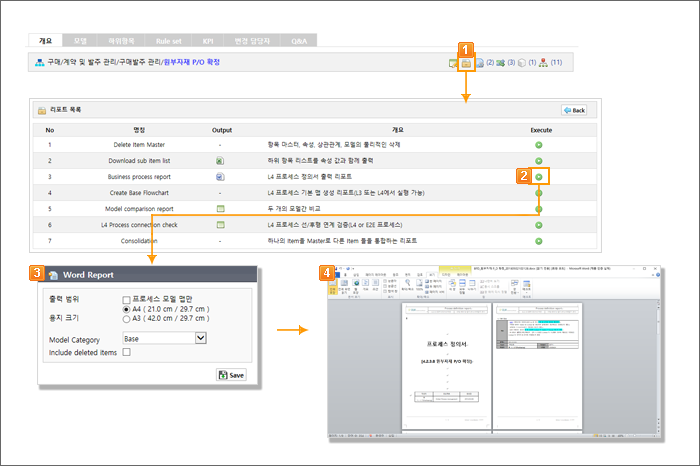 개요 모델 하위항목 Rule set KPI 변경 담당자 Q&A
1
구매/계약 및 발주 관리/구매발주 관리/원부자재 P/O 확정 (2) (3) (1) (11)
리포트 목록 Back
No 명칭 Output 개요 Execute
1 Delete Item Master - 항목 마스터, 속성, 상관관계, 모델의 물리적인 삭제
2 Download sub item list 하위 항목 리스트를 속성 값과 함께 출력
3 Business process report L4 프로세스 정의서 출력 리포트 2
4 Create Base Flowchart - L4 프로세스 기본 맵 생성 리포트(L3 또는 L4에서 실행 가능)
5 Model comparison report 두 개의 모델간 비교
6 L4 Process connection check L4 프로세스 선/후행 연계 검증(L4 or E2E 프로세스)
7 Consolidation - 하나의 Item을 Master로 다른 Item 들을 통합하는 리포트
3 Word Report
출력 범위 프로세스 모델 맵만
용지 크기 A4 ( 21.0 cm / 29.7 cm )
A3 ( 42.0 cm / 29.7 cm )
Model Category Base
Include deleted items
Save
4
프로세스 정의서